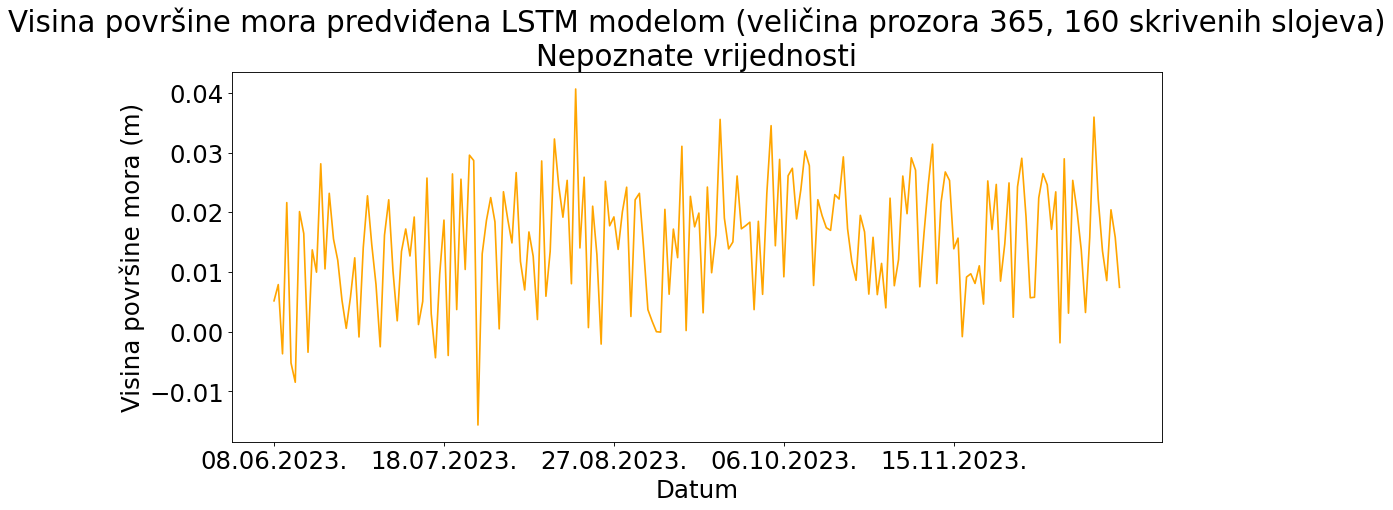 Visina površine mora predviđena LSTM modelom (veličina prozora 365, 160 skrivenih slojeva)
Nepoznate vrijednosti
Visina površine mora (m)
0.04
0.03
0.02
0.01
0.00
−0.01
08.06.2023. 18.07.2023. 27.08.2023. 06.10.2023. 15.11.2023.
Datum